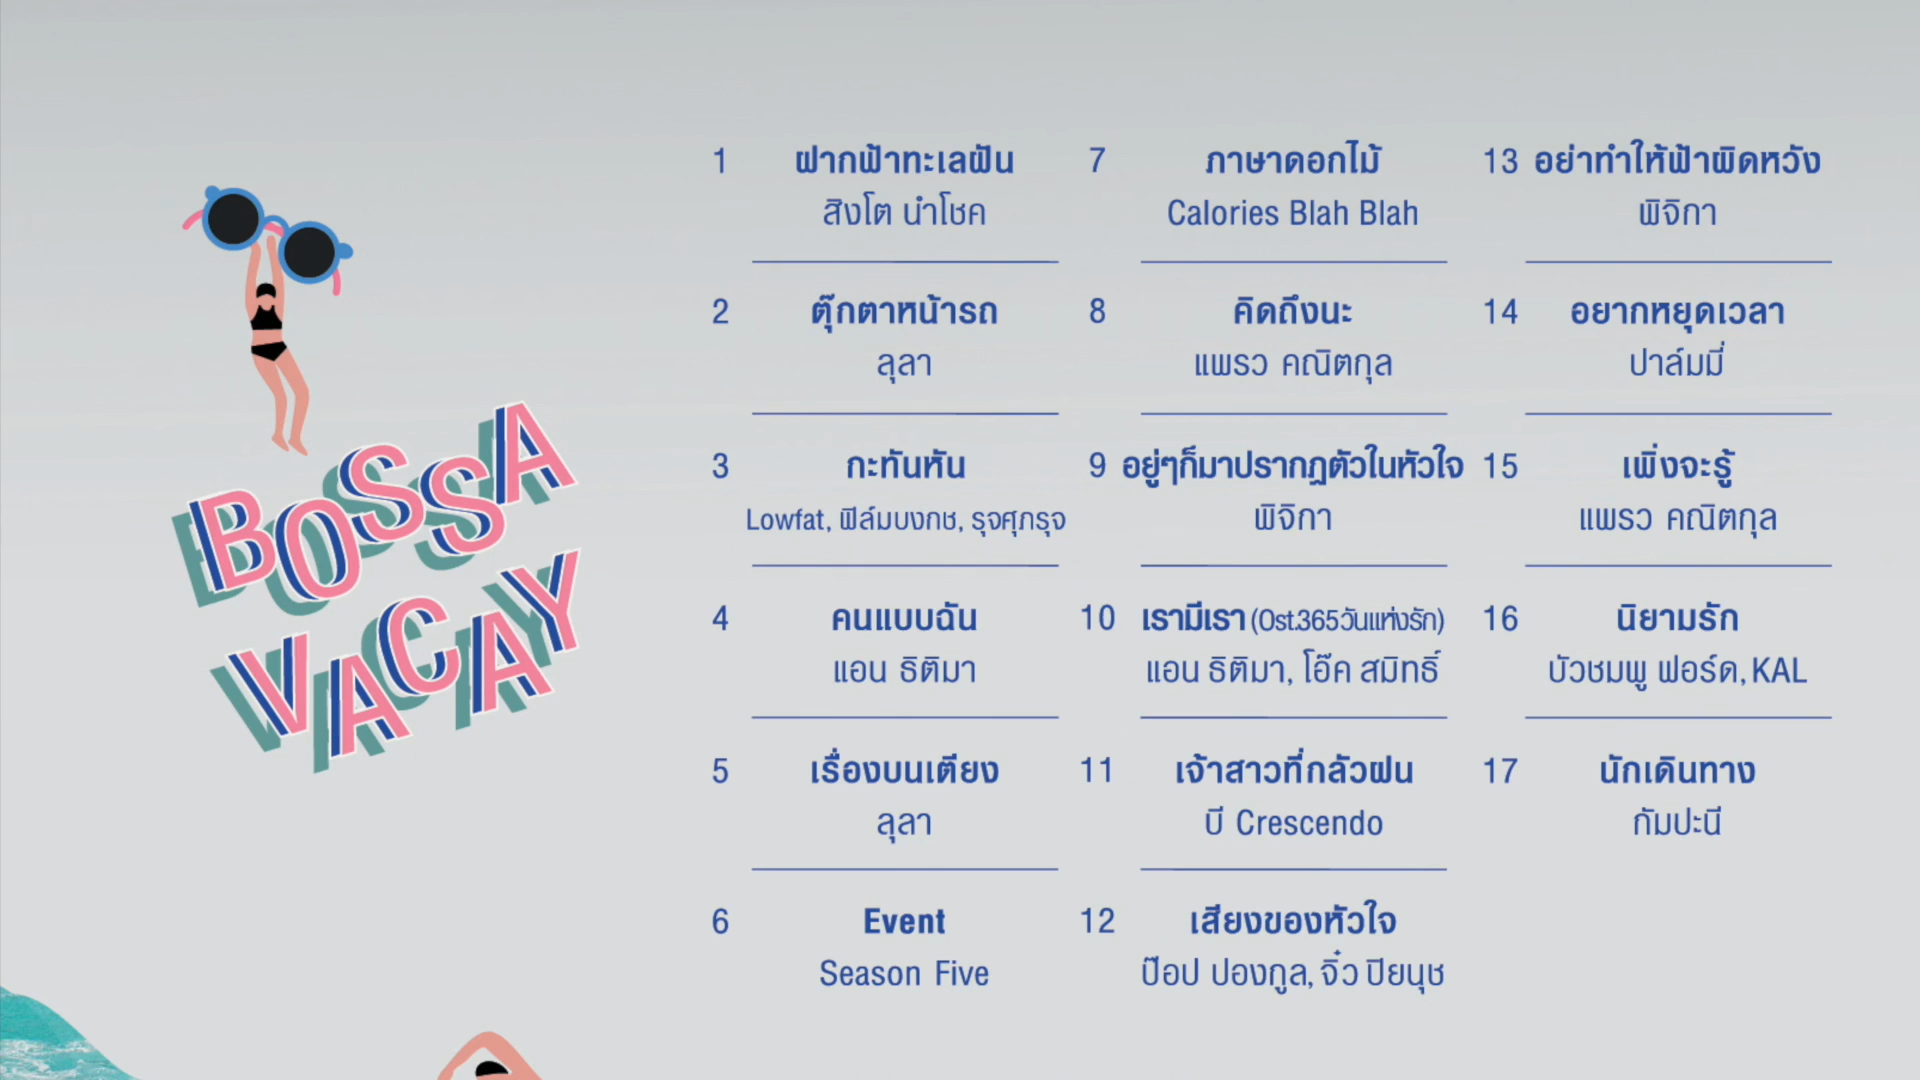 BOSSA
VACAY
1 ฝากฟ้าทะเลฝัน
สิงโต นำโชค
2 ตุ๊กตาหน้ารถ
ลุลา
3 กะทันหัน
Lowfat, ฟิล์มบงกช, รุจศุภรุจ
4 คนแบบฉัน
แอน ธิติมา
5 เรื่องบนเตียง
ลุลา
6 Event
Season Five
7 ภาษาดอกไม้
Calories Blah Blah
8 คิดถึงนะ
แพรว คณิตกุล
9 อยู่ๆก็มาปรากฏตัวในหัวใจ
พิจิกา
10 เรามีเรา (Ost.365วันแห่งรัก)
แอน ธิติมา, โอ๊ค สมิทธิ์
11 เจ้าสาวที่กลัวฝน
บี Crescendo
12 เสียงของหัวใจ
ป๊อป ปองกูล, จิ๋ว ปิยนุช
13 อย่าทำให้ฟ้าผิดหวัง
พิจิกา
14 อยากหยุดเวลา
ปาล์มมี่
15 เพิ่งจะรู้
แพรว คณิตกุล
16 นิยามรัก
บัวชมพู ฟอร์ด, KAL
17 นักเดินทาง
กัมปะนี